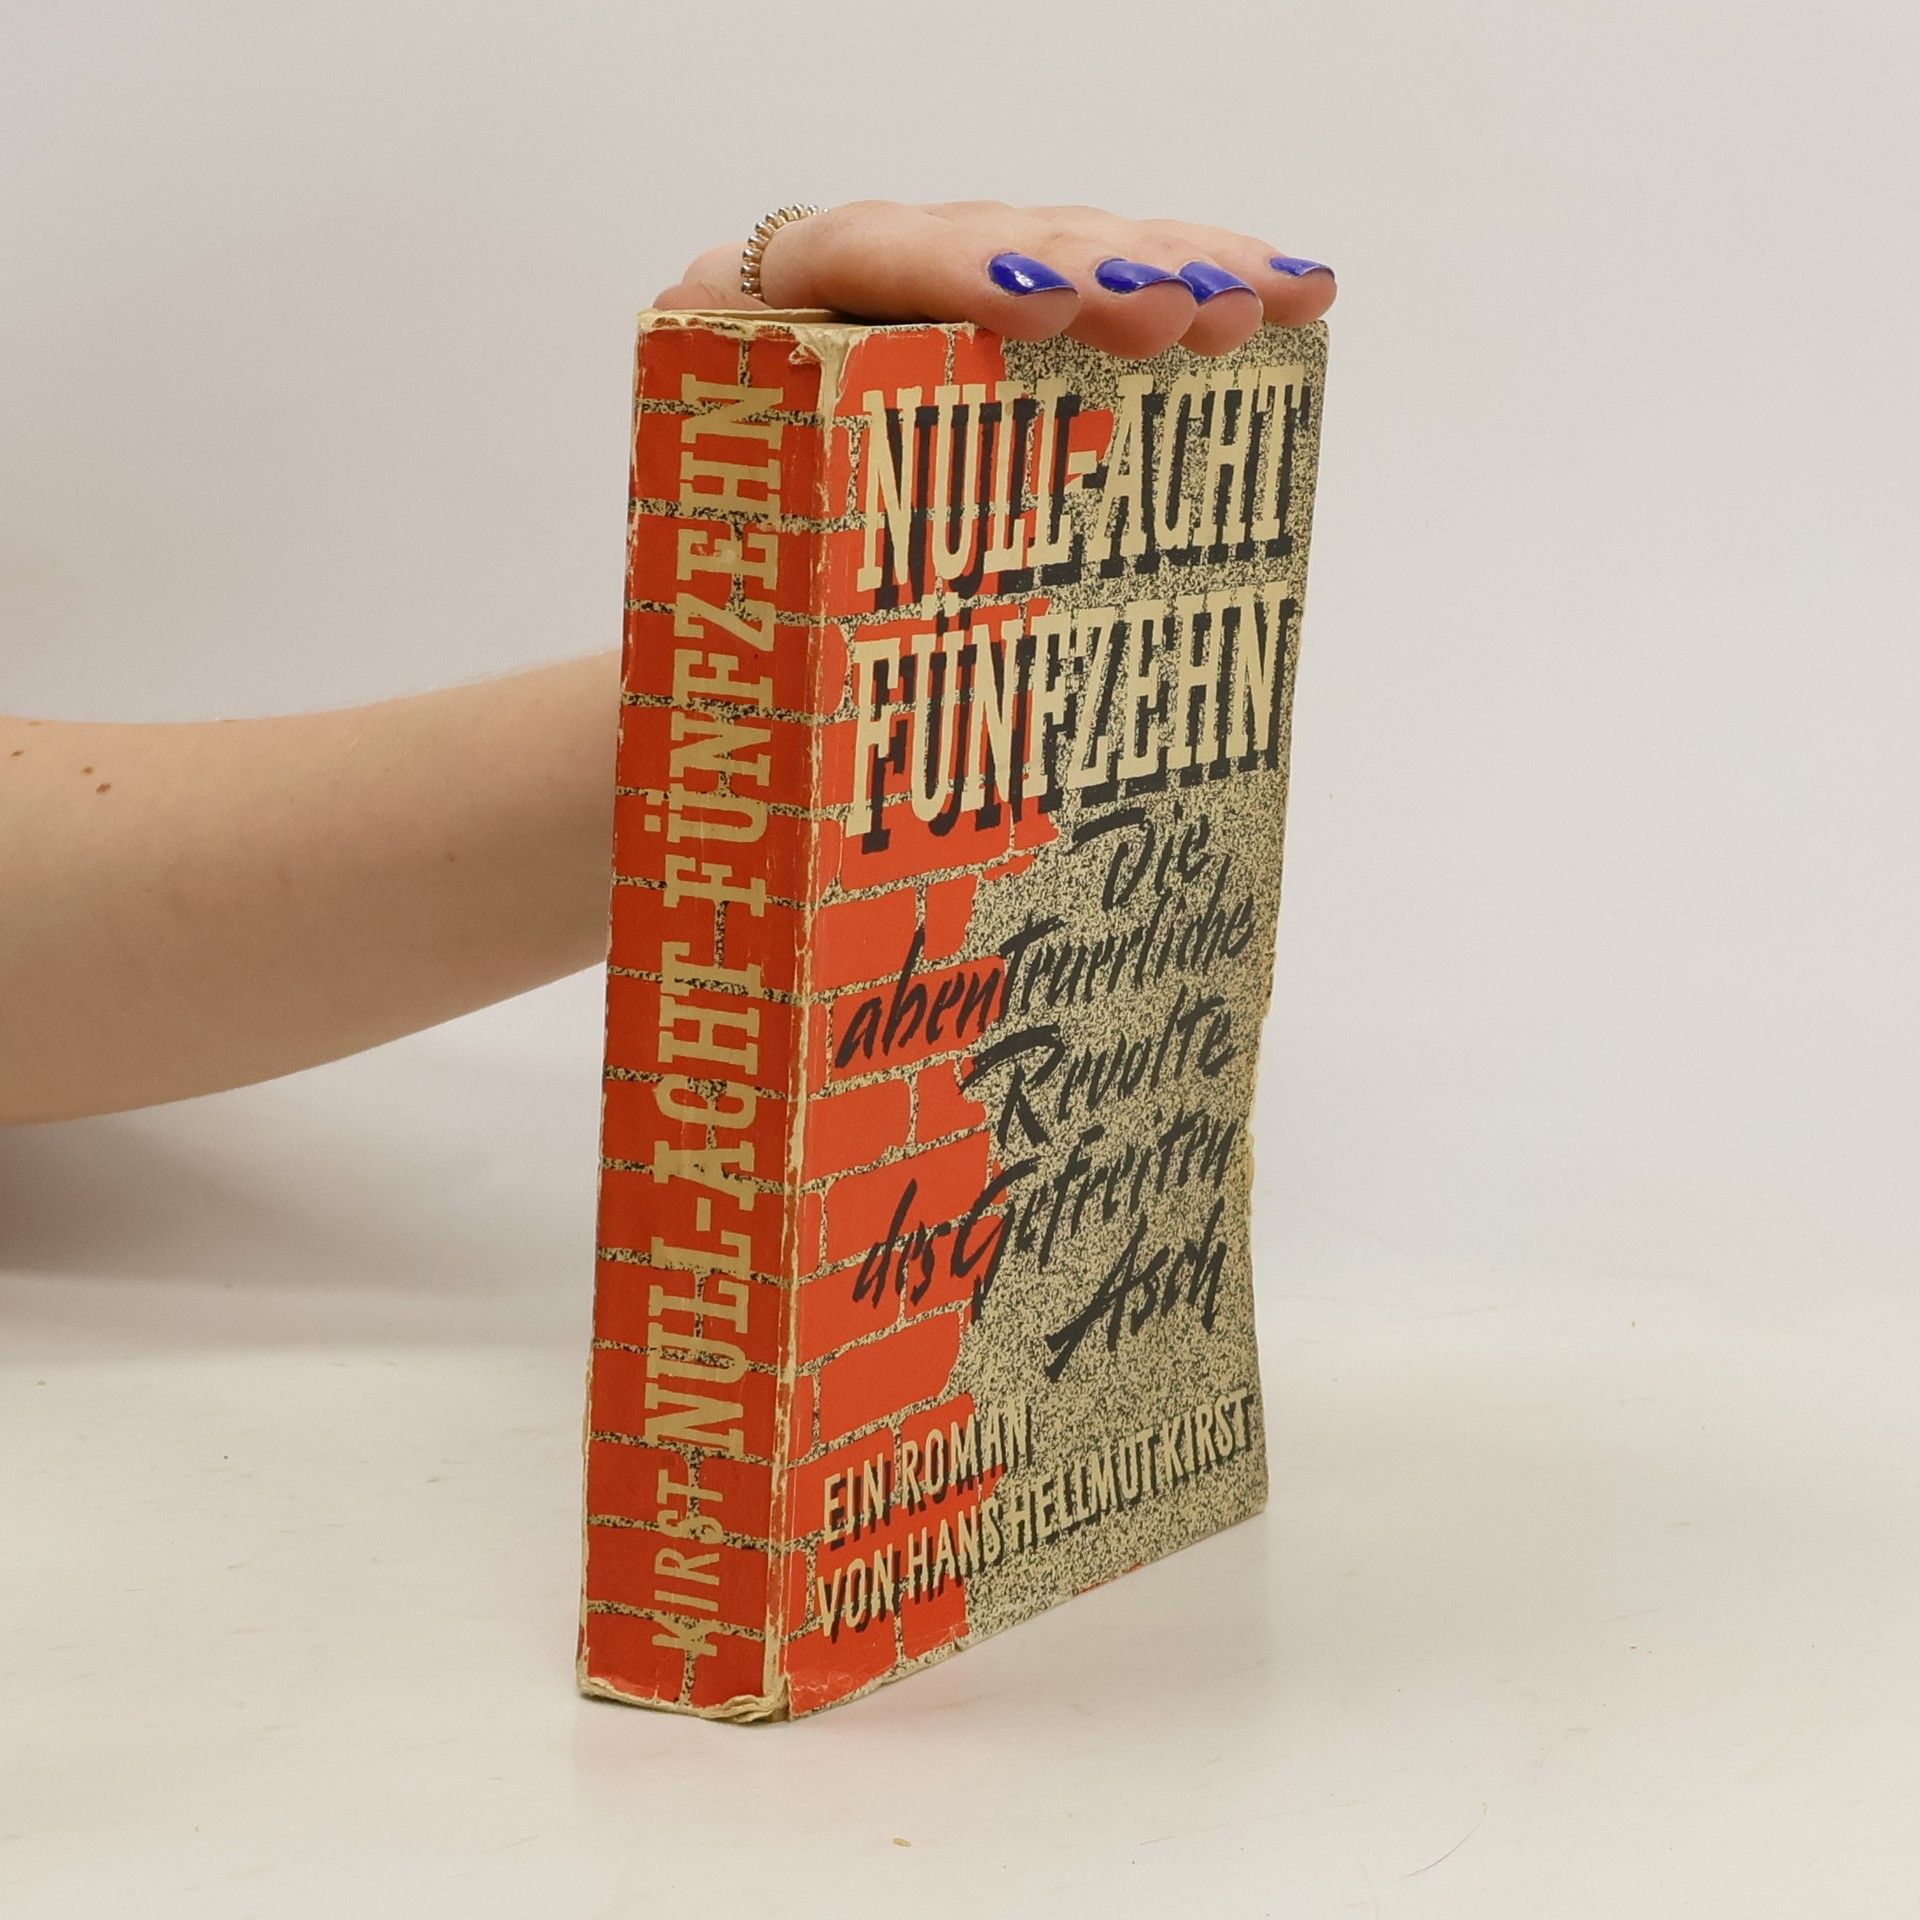 KIRST NULL-ACHT FÜNFZEHN
NULL-ACHT
FÜNFZEHN
Die
abenteuerliche
Revolte
des Gefreiten
Asch
EIN ROMAN
VON HANS HELLMUT KIRST